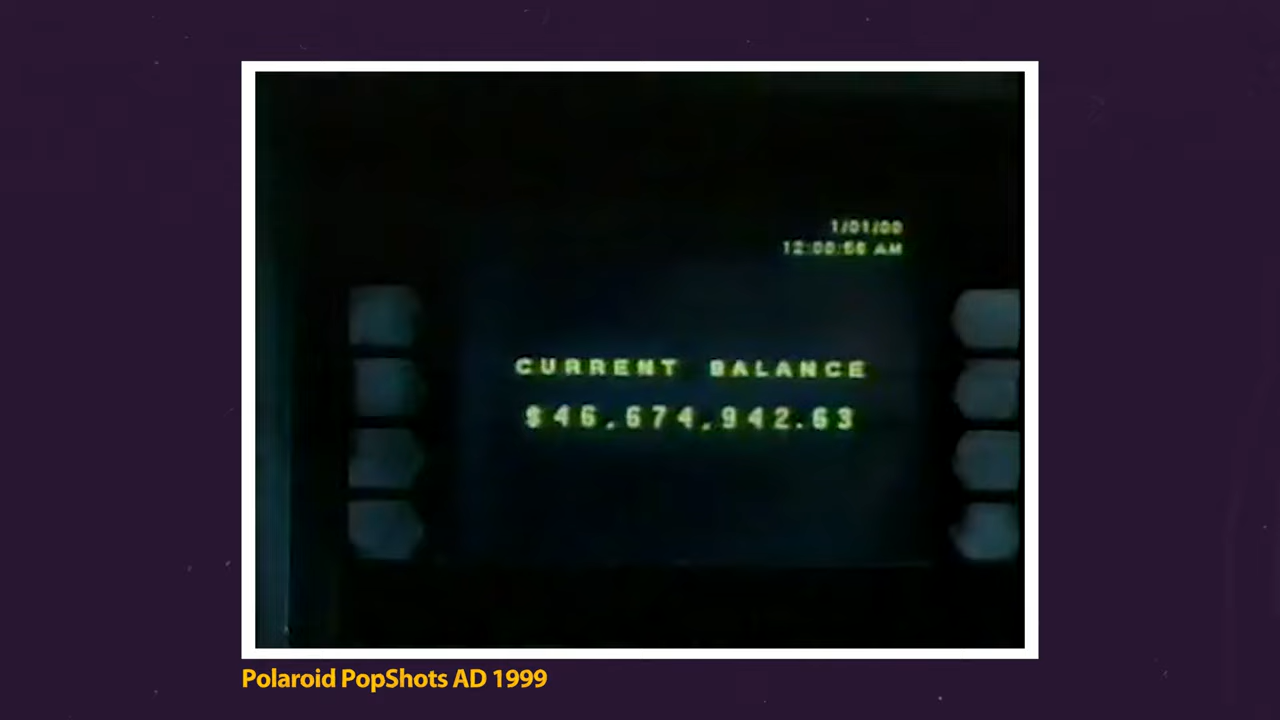 1/01/00
12:00:56 AM
CURRENT BALANCE
$46,674,942.63
Polaroid PopShots AD 1999